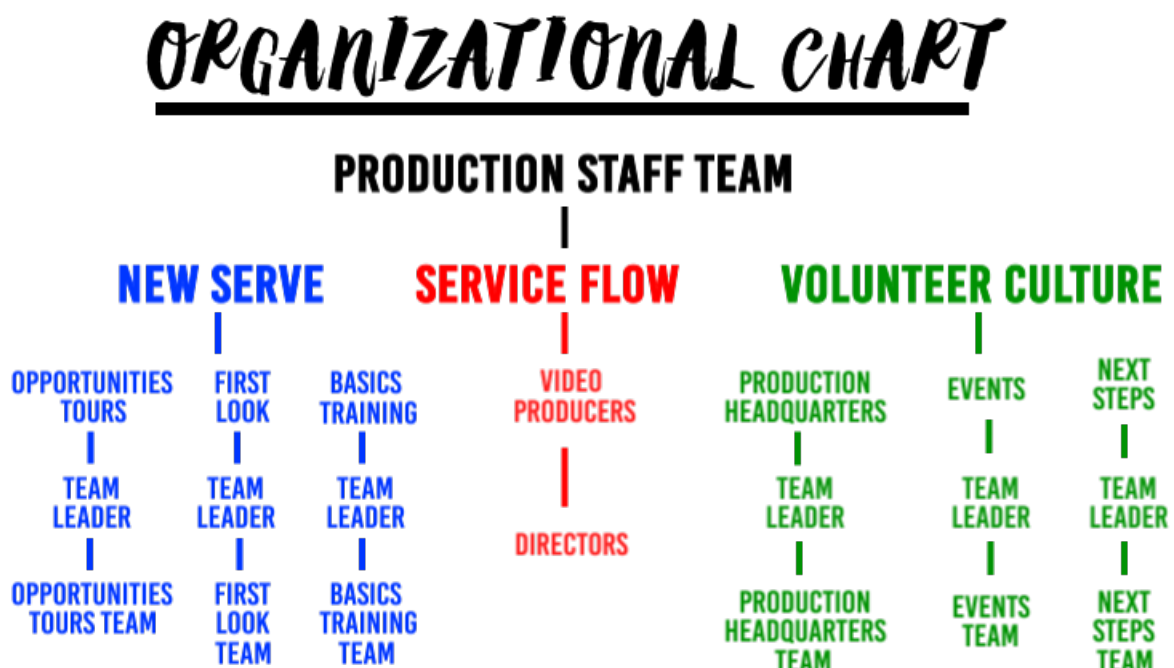 ORGANIZATIONAL CHART
PRODUCTION STAFF TEAM
NEW SERVE
SERVICE FLOW
VOLUNTEER CULTURE
OPPORTUNITIES
TOURS
FIRST
LOOK
BASICS
TRAINING
VIDEO
PRODUCERS
PRODUCTION
HEADQUARTERS
EVENTS
NEXT
STEPS
TEAM
LEADER
TEAM
LEADER
TEAM
LEADER
DIRECTORS
TEAM
LEADER
TEAM
LEADER
TEAM
LEADER
OPPORTUNITIES
TOURS TEAM
FIRST
LOOK
TEAM
BASICS
TRAINING
TEAM
PRODUCTION
HEADQUARTERS
TEAM
EVENTS
TEAM
NEXT
STEPS
TEAM